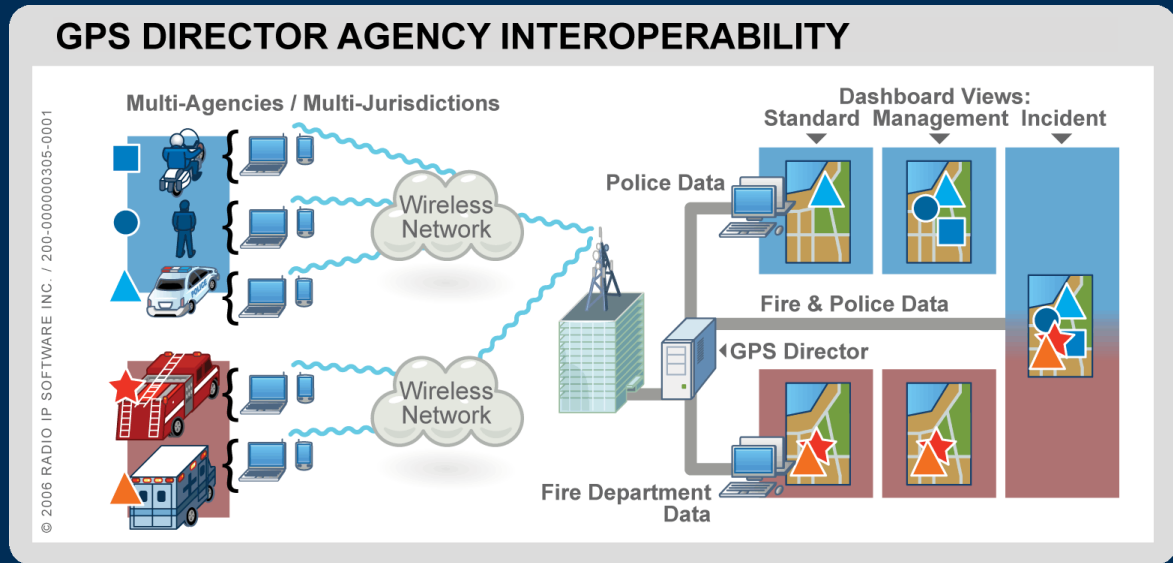 GPS DIRECTOR AGENCY INTEROPERABILITY
Multi-Agencies / Multi-Jurisdictions
Dashboard Views:
Standard Management Incident
Police Data
Wireless
Network
POLICE
Fire & Police Data
GPS Director
Wireless
Network
Fire Department
Data
© 2006 RADIO IP SOFTWARE INC. / 200-000000305-0001